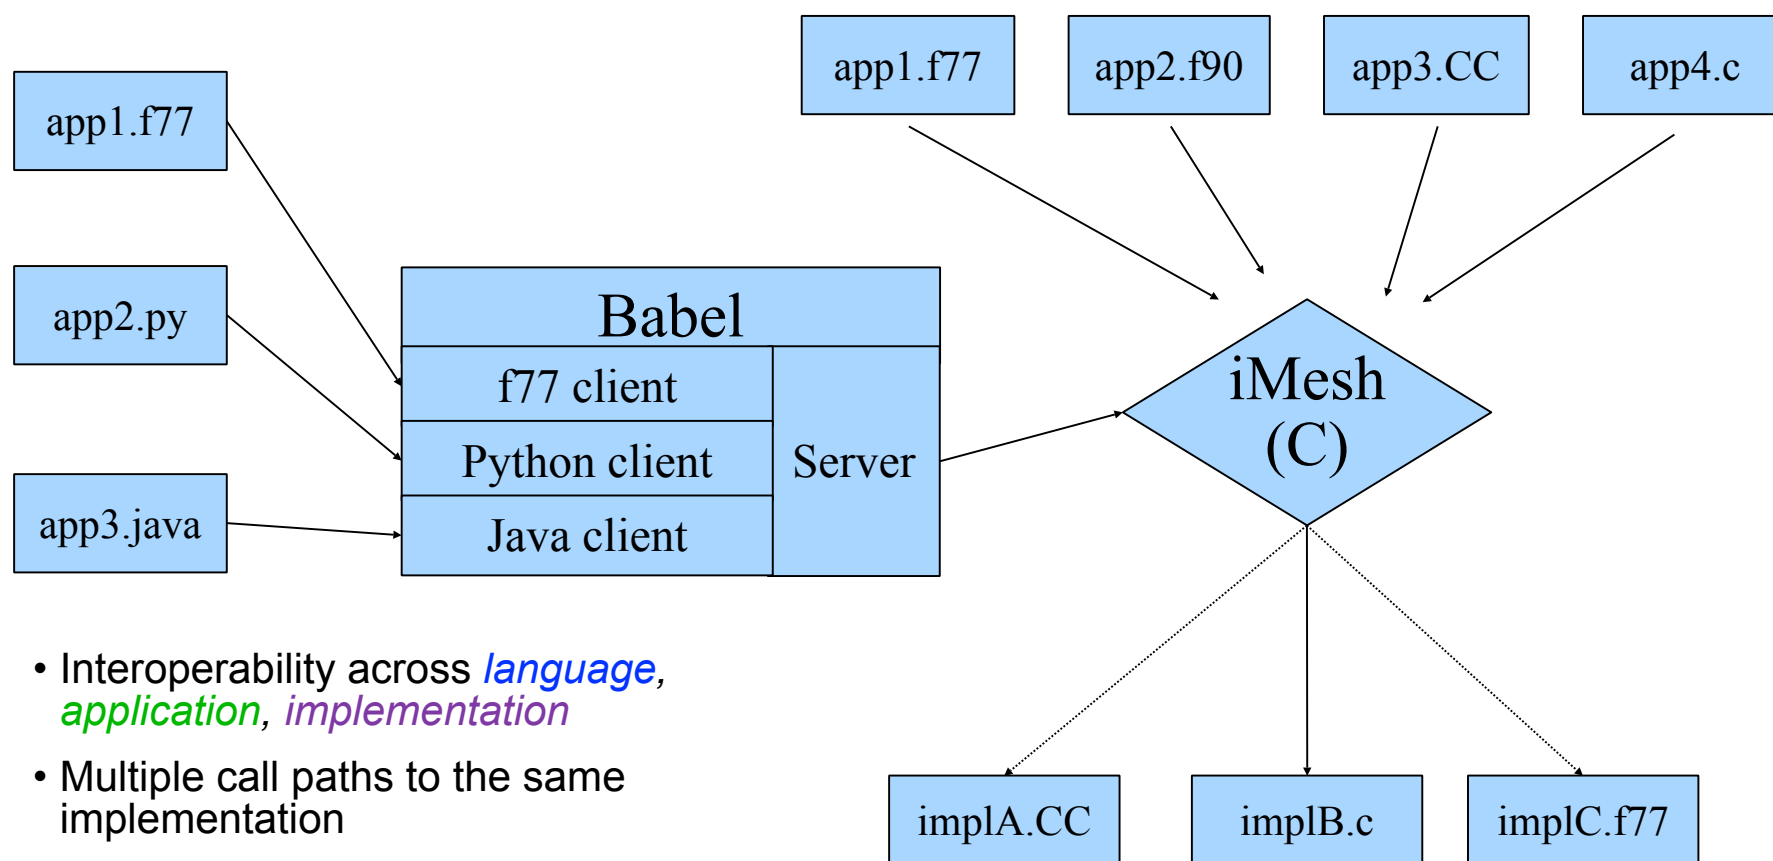 app1.f77
app2.f90
app3.CC
app4.c
app1.f77
app2.py
app3.java
Babel
f77 client
Python client
Java client
Server
iMesh
(C)
• Interoperability across language,
application, implementation
• Multiple call paths to the same
implementation
implA.CC
implB.c
implC.f77